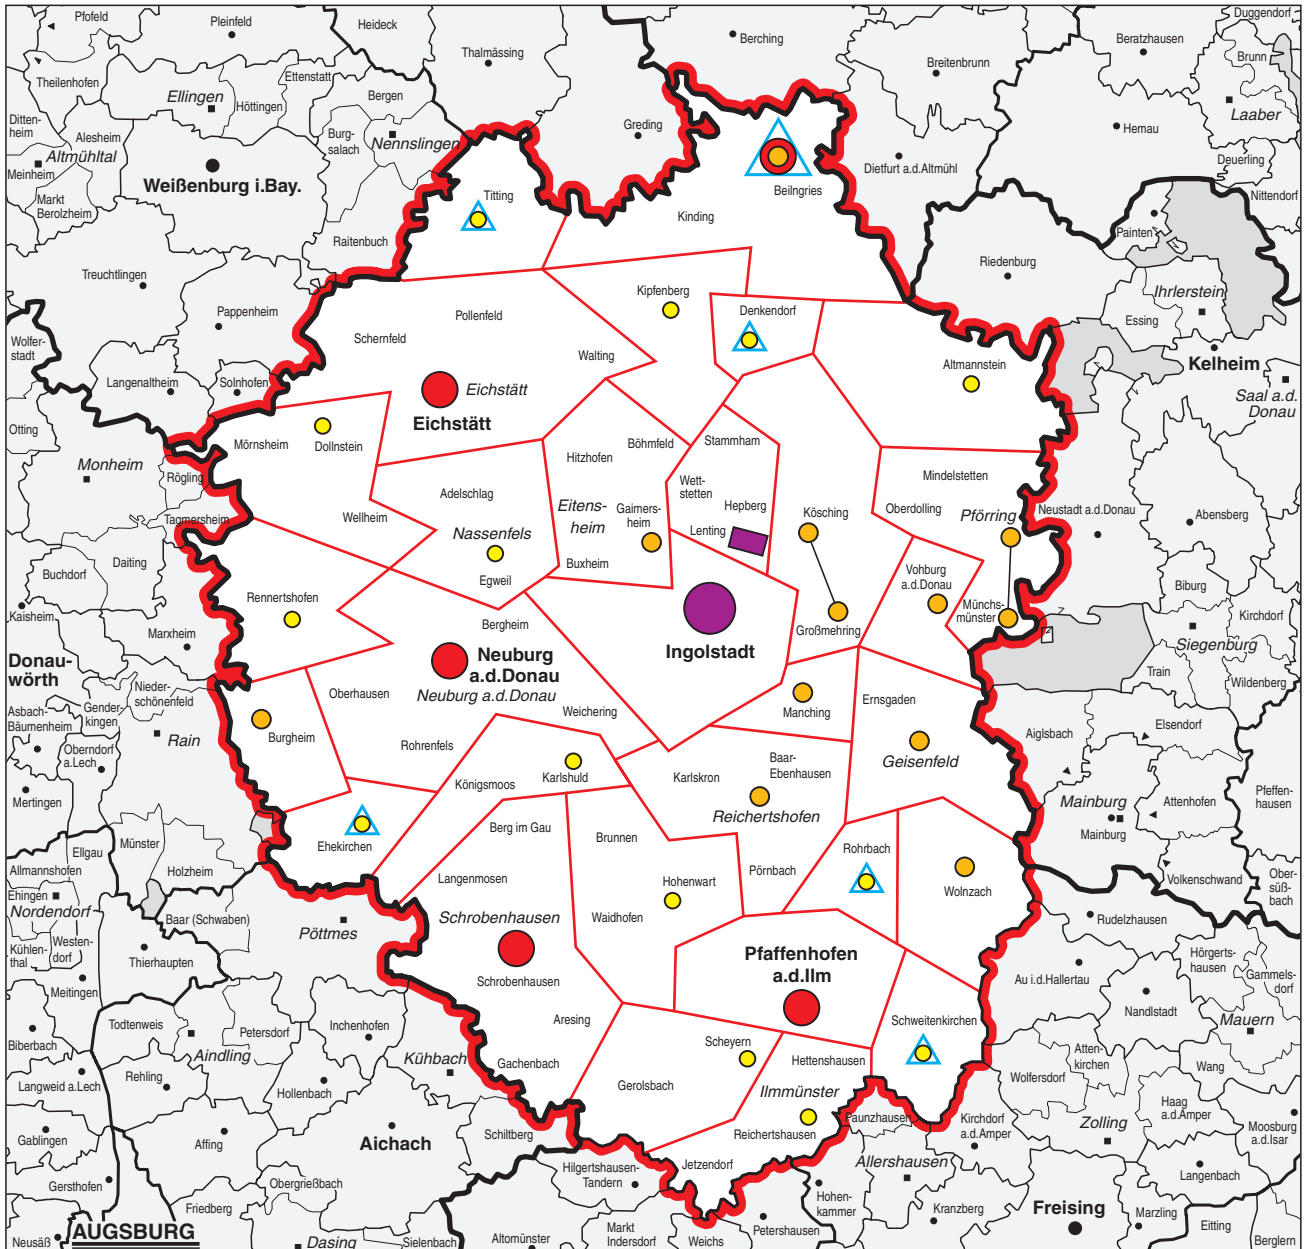 Pfofeld
Pleinfeld
Heideck
Thalmässing
Berching
Beratzhausen
Duggendorf
Brunn
Breitenbrunn
Laaber
Theilenhofen
Ellingen
Höttingen
Ettenstatt
Bergen
Nennslingen
Burg-
salach
Ditten-
heim
Alesheim
Altmühltal
Meinheim
Markt
Berolzheim
Weißenburg i.Bay.
Greding
Hemau
Deuerling
Dietfurt a.d.Altmühl
Beilngries
Nittendorf
Titting
Kinding
Painten
Raitenbuch
Riedenburg
Treuchtlingen
Ihrlerstein
Essing
Pappenheim
Kipfenberg
Denkendorf
Pollenfeld
Schernfeld
Walting
Wolfer-
stadt
Langenaltheim
Solnhofen
Altmannstein
Kelheim
Saal a.d.
Donau
Eichstätt
Eichstätt
Otting
Monheim
Mörnsheim
Dollnstein
Rögling
Tagmersheim
Böhmfeld
Hitzhofen
Stammham
Wett-
stetten
Hepberg
Lenting
Mindelstetten
Oberdolling
Pförring
Neustadt a.d.Donau
Abensberg
Adelschlag
Wellheim
Nassenfels
Egweil
Eitens-
heim
Gaimers-
heim
Buxheim
Kösching
Großmehring
Vohburg
a.d.Donau
Münchs-
münster
Daiting
Buchdorf
Kaisheim
Marxheim
Rennertshofen
Biburg
Kirchdorf
Siegenburg
Train
Wildenberg
Bergheim
Ingolstadt
Donau-
wörth
Neuburg
a.d.Donau
Neuburg a.d.Donau
Oberhausen
Weichering
Rohrenfels
Manching
Ernsgaden
Geisenfeld
Nieder-
schönenfeld
Gender-
kingen
Asbach-
Bäumenheim
Oberndorf
a.Lech
Rain
Mertingen
Burgheim
Aiglsbach
Elsendorf
Mainburg
Mainburg
Attenhofen
Pfeffen-
hausen
Volkenschwand
Ober-
süß-
bach
Karlshuld
Königsmoos
Karlskron
Baar-
Ebenhausen
Reichertshofen
Berg im Gau
Brunnen
Ehekirchen
Pörnbach
Rohrbach
Wolnzach
Langenmosen
Hohenwart
Waidhofen
Münster
Ellgau
Allmannshofen
Holzheim
Ehingen
Nordendorf
Westen-
dorf
Kühlen-
thal
Baar (Schwaben)
Pöttmes
Thierhaupten
Meitingen
Schrobenhausen
Schrobenhausen
Pfaffenhofen
a.d.Ilm
Rudelzhausen
Au i.d.Hallertau
Hörgerts-
hausen
Gammels-
dorf
Nandlstadt
Mauern
Todtenweis
Petersdorf
Inchenhofen
Biberbach
Aindling
Kühbach
Aresing
Gachenbach
Scheyern
Gerolsbach
Hettenshausen
Ilmmünster
Reichertshausen
Schweitenkirchen
Atten-
kirchen
Wolfersdorf
Wang
Haag
a.d.Amper
Zolling
Moosburg
a.d.Isar
Langweid a.Lech
Rehling
Hollenbach
Gablingen
Affing
Aichach
Schiltberg
Jetzendorf
Paunzhausen
Kirchdorf
a.d.Amper
Allershausen
Langenbach
Gersthofen
Obergrießbach
Friedberg
Hilgertshausen-
Tandern
Hohen-
kammer
Kranzberg
Freising
Marzling
Eitting
Berglern
AUGSBURG
Neusäß
Dasing
Sielenbach
Altomünster
Markt
Indersdorf
Weichs
Petershausen